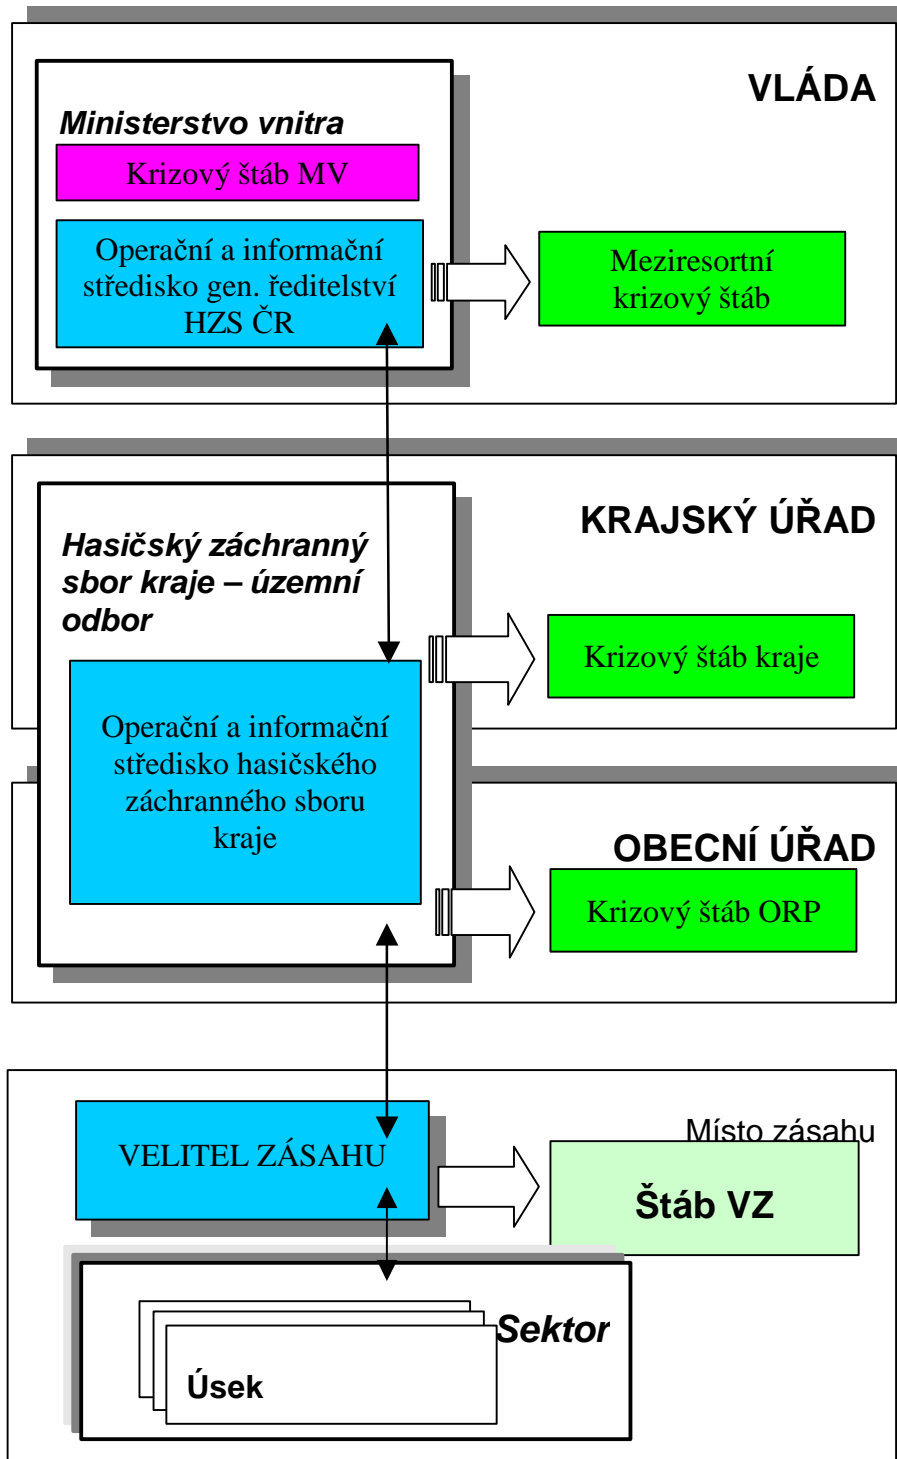 VLÁDA
Ministerstvo vnitra
Krizový štáb MV
Operační a informační
středisko gen. ředitelství
HZS ČR
Meziresortní
krizový štáb
KRAJSKÝ ÚŘAD
Hasičský záchranný
sbor kraje – územní
odbor
Krizový štáb kraje
Operační a informační
středisko hasičského
záchranného sboru
kraje
OBECNÍ ÚŘAD
Krizový štáb ORP
Místo zásahu
VELITEL ZÁSAHU
Štáb VZ
Sektor
Úsek